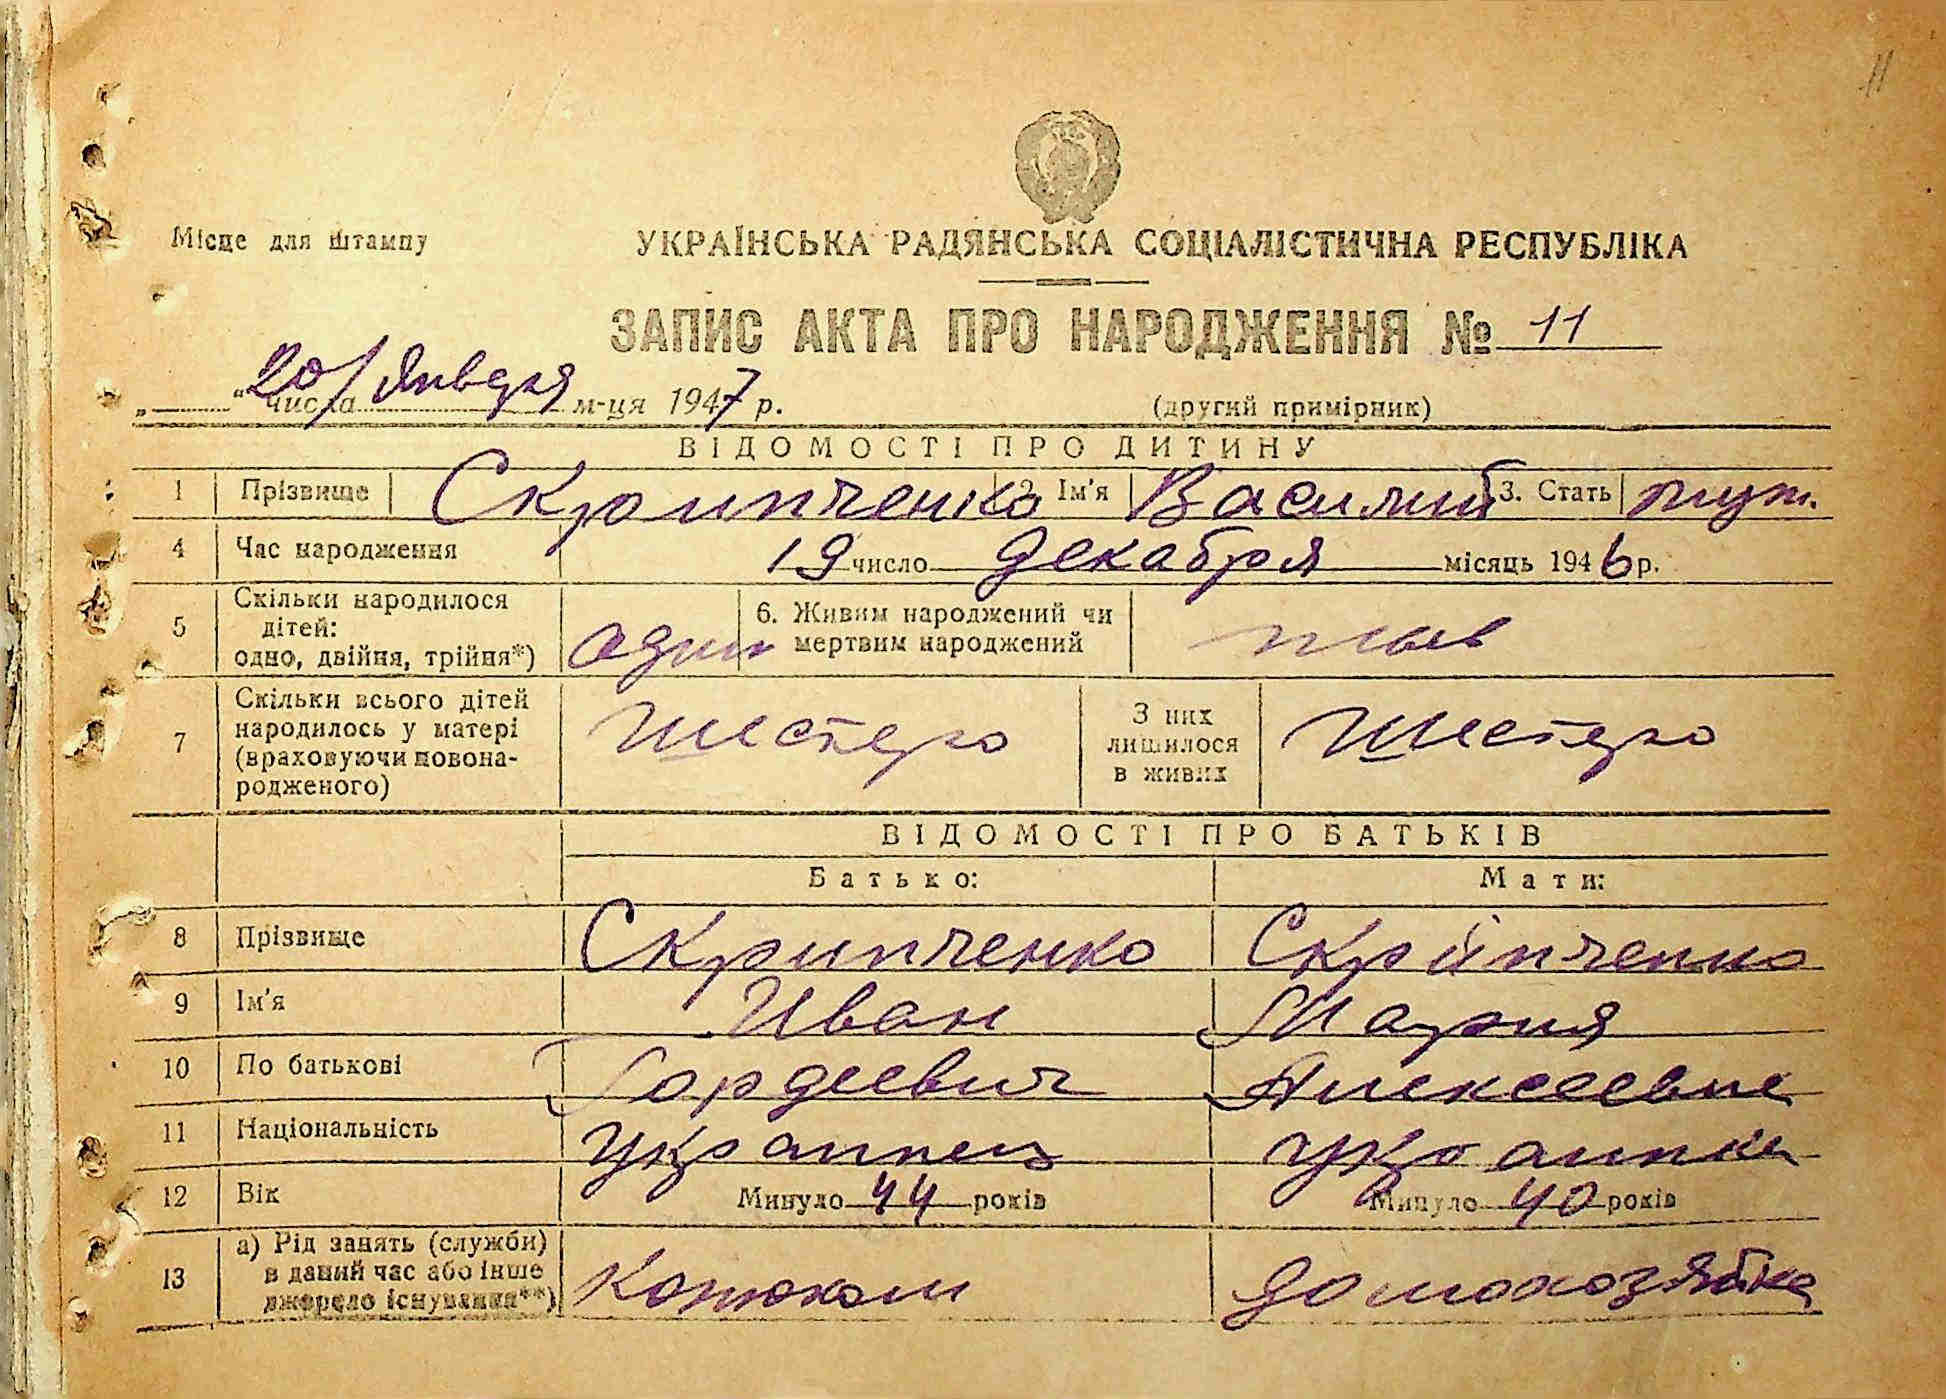 11
Місце для штампу
УКРАЇНСЬКА РАДЯНСЬКА СОЦІАЛІСТИЧНА РЕСПУБЛІКА
ЗАПИС АКТА ПРО НАРОДЖЕННЯ № 11
„ “ числа 20/ Января м-ця 1947 р.
(другий примірник)
ВІДОМОСТІ ПРО ДИТИНУ
1 Прізвище Скрипченко 2. Ім'я Василий 3. Стать муж.
4 Час народження 19 число декабря місяць 1946 р.
5 Скільки народилося дітей: одно, двійня, трійня*) один 6. Живим народжений чи мертвим народжений жив
7 Скільки всього дітей народилось у матері (враховуючи новонародженого) Шестеро З них лишилося в живих Шестеро
ВІДОМОСТІ ПРО БАТЬКІВ
Батько: Мати:
8 Прізвище Скрипченко Скрипченко
9 Ім'я Иван Мария
10 По батькові Гордеевич Алексеевне
11 Національність Украинец украинка
12 Вік Минуло 44 років Минуло 40 років
13 а) Рід занять (служби) в даний час або інше джерело існування**) домохозяйка